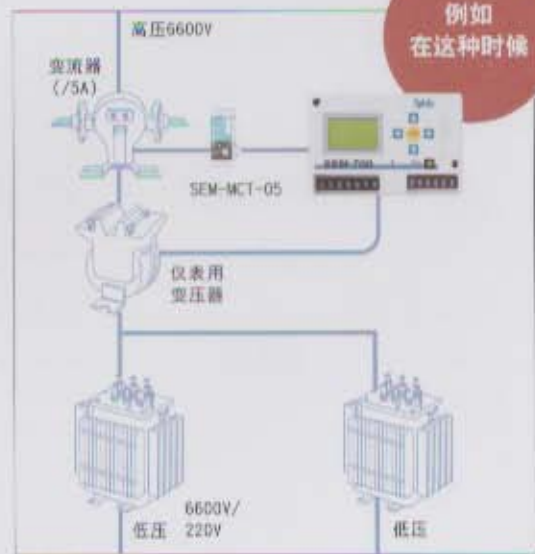 例如
在这种时候
高压6600V
变流器
(/5A)
SEM-MCT-05
仪表用
变压器
6600V/
低压 220V
低压